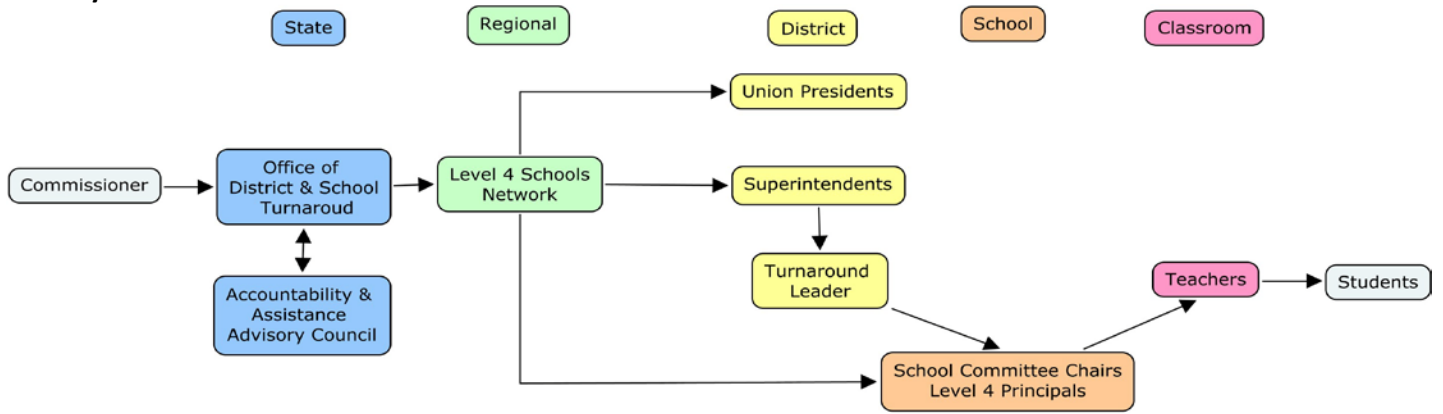 State
Regional
District
School
Classroom
Union Presidents
Commissioner
Office of
District & School
Turnaroud
Level 4 Schools
Network
Superintendents
Accountability &
Assistance
Advisory Council
Turnaround
Leader
Teachers
Students
School Committee Chairs
Level 4 Principals